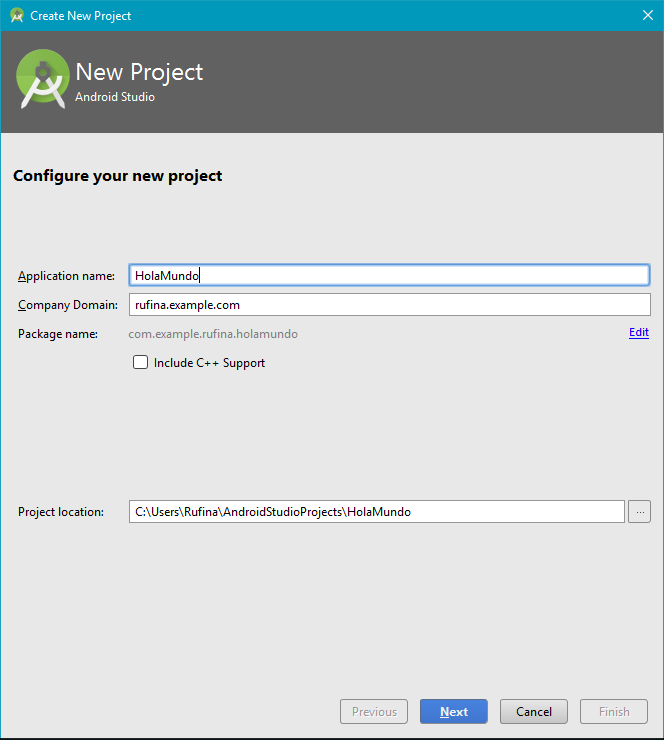 Create New Project
New Project
Android Studio
Configure your new project
Application name: HolaMundo
Company Domain: rufina.example.com
Package name: com.example.rufina.holamundo Edit
Include C++ Support
Project location: C:\Users\Rufina\AndroidStudioProjects\HolaMundo ...
Previous Next Cancel Finish